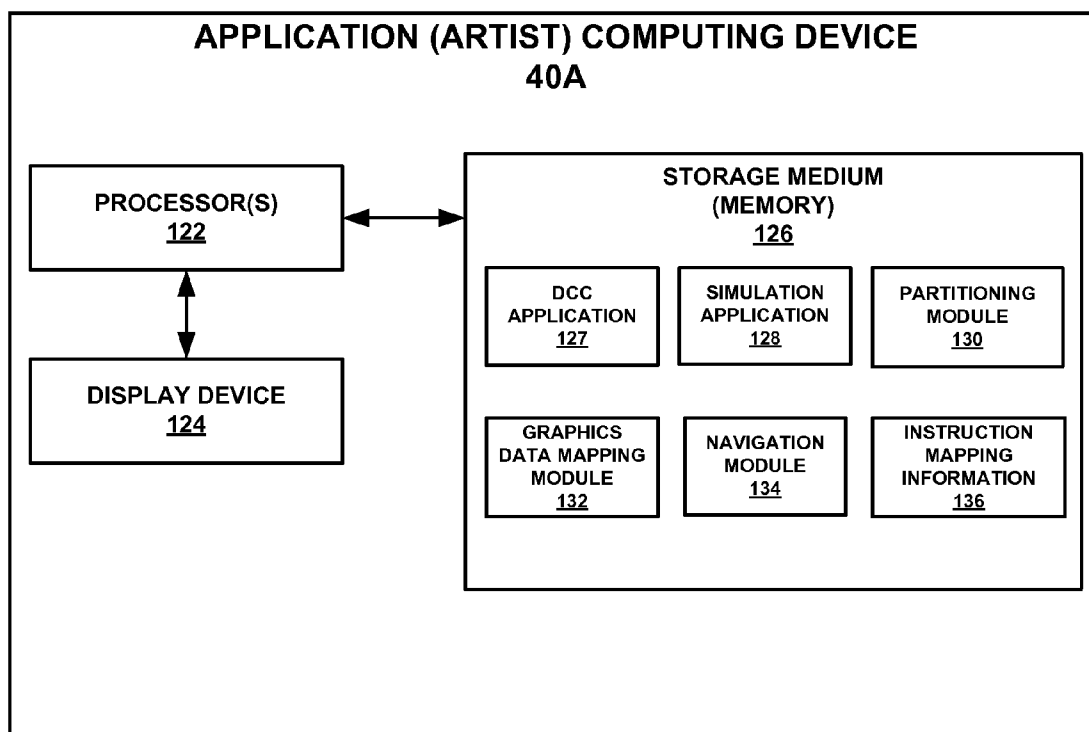 APPLICATION (ARTIST) COMPUTING DEVICE
40A
PROCESSOR(S)
122
DISPLAY DEVICE
124
STORAGE MEDIUM
(MEMORY)
126
DCC
APPLICATION
127
SIMULATION
APPLICATION
128
PARTITIONING
MODULE
130
GRAPHICS
DATA MAPPING
MODULE
132
NAVIGATION
MODULE
134
INSTRUCTION
MAPPING
INFORMATION
136